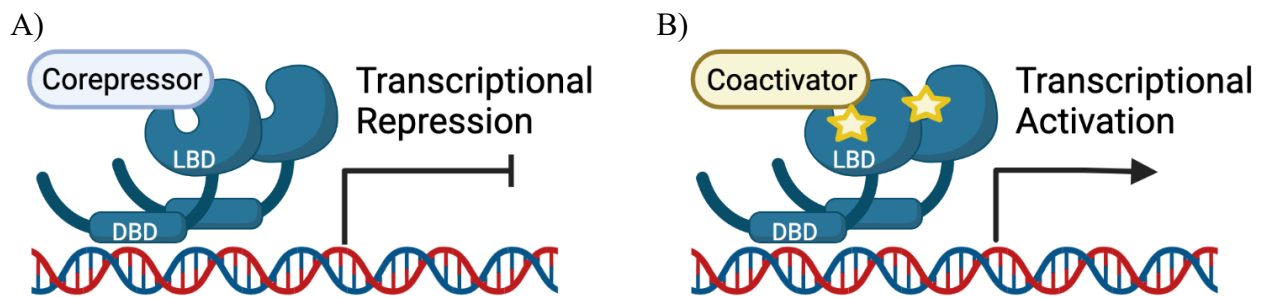 A)
Corepressor
Transcriptional
Repression
LBD
DBD
B)
Coactivator
Transcriptional
Activation
LBD
DBD